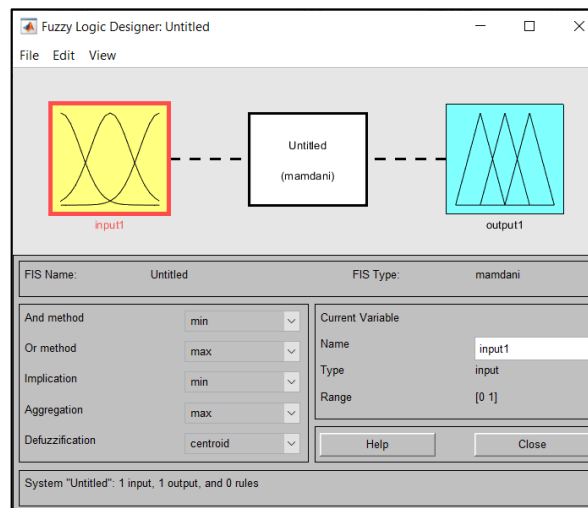 Fuzzy Logic Designer: Untitled
File Edit View
Untitled
(mamdani)
input1
output1
FIS Name: Untitled FIS Type: mamdani
And method min
Or method max
Implication min
Aggregation max
Defuzzification centroid
Current Variable
Name input1
Type input
Range [0 1]
Help Close
System "Untitled": 1 input, 1 output, and 0 rules